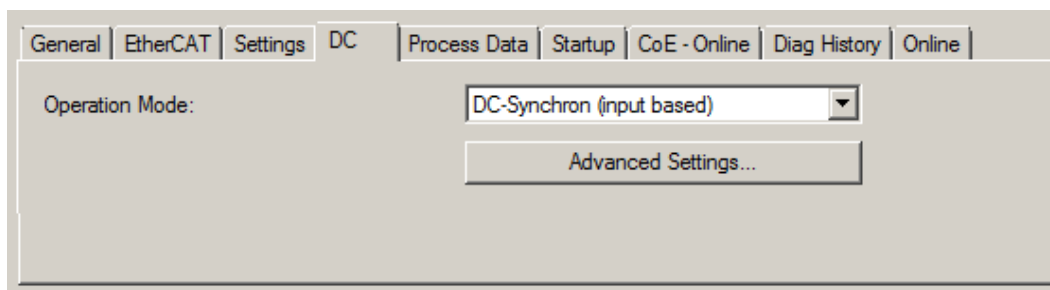 General EtherCAT Settings DC Process Data Startup CoE - Online Diag History Online
Operation Mode: DC-Synchron (input based)
Advanced Settings...